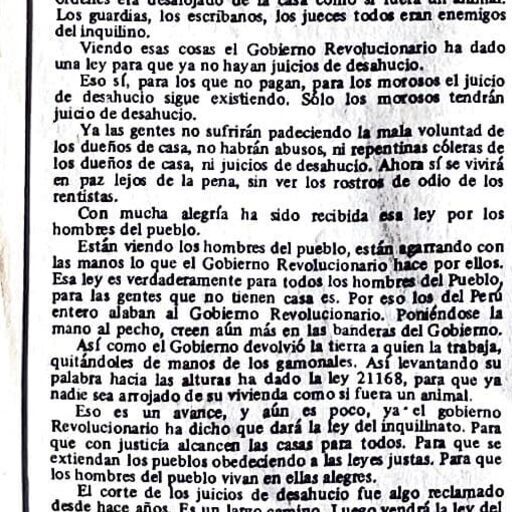 órdenes era desalojado de la casa como si fuera un animal.
Los guardias, los escribanos, los jueces todos eran enemigos
del inquilino.
Viendo esas cosas el Gobierno Revolucionario ha dado
una ley para que ya no hayan juicios de desahucio.
Eso sí, para los que no pagan, para los morosos el juicio
de desahucio sigue existiendo. Sólo los morosos tendrán
juicio de desahucio.
Ya las gentes no sufrirán padeciendo la mala voluntad de
los dueños de casa, no habrán abusos, ni repentinas cóleras de
los dueños de casa, ni juicios de desahucio. Ahora sí se vivirá
en paz lejos de la pena, sin ver los rostros de odio de los
rentistas.
Con mucha alegría ha sido recibida esa ley por los
hombres del pueblo.
Están viendo los hombres del pueblo, están agarrando con
las manos lo que el Gobierno Revolucionario hace por ellos.
Esa ley es verdaderamente para todos los hombres del Pueblo,
para las gentes que no tienen casa es. Por eso los del Perú
entero alaban al Gobierno Revolucionario. Poniéndose la
mano al pecho, creen aún más en las banderas del Gobierno.
Así como el Gobierno devolvió la tierra a quien la trabaja,
quitándoles de manos de los gamonales. Así levantando su
palabra hacia las alturas ha dado la ley 21168, para que ya
nadie sea arrojado de su vivienda como si fuera un animal.
Eso es un avance, y aún es poco, ya el gobierno
Revolucionario ha dicho que dará la ley del inquilinato. Para
que con justicia alcancen las casas para todos. Para que se
extiendan los pueblos obedeciendo a las leyes justas. Para que
los hombres del pueblo vivan en ellas alegres.
El corte de los juicios de desahucio fue algo reclamado
desde hace años. Es un largo camino. Luego vendrá la ley del